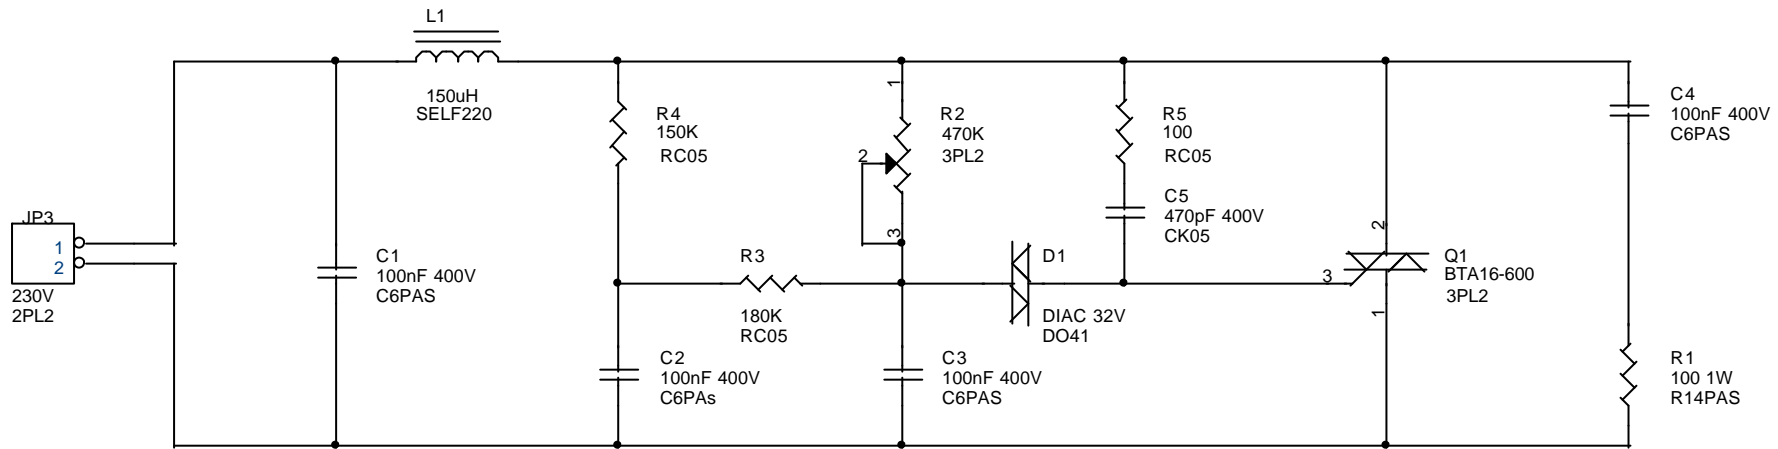 L1
150uH
SELF220
R4
150K
RC05
1
R2
470K
3PL2
2
3
R5
100
RC05
C4
100nF 400V
C6PAS
C5
470pF 400V
CK05
JP3
1
2
230V
2PL2
C1
100nF 400V
C6PAS
R3
180K
RC05
D1
DIAC 32V
DO41
2
3
1
Q1
BTA16-600
3PL2
C2
100nF 400V
C6PAs
C3
100nF 400V
C6PAS
R1
100 1W
R14PAS